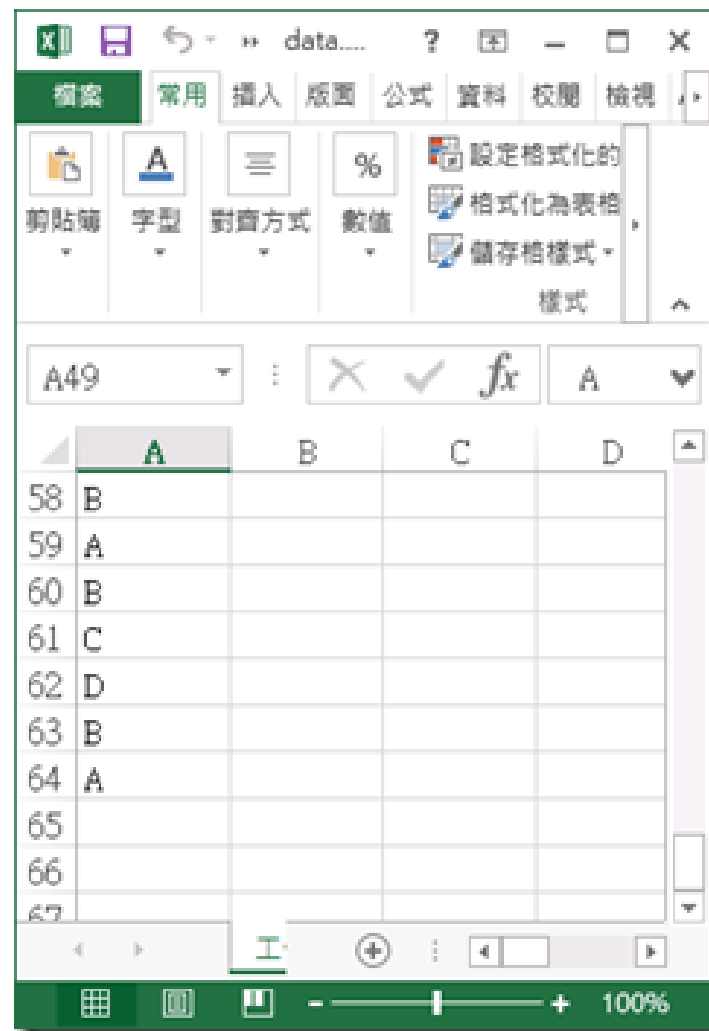 data....
檔案 常用 插入 版面 公式 資料 校閱 檢視
剪貼簿 字型 對齊方式 數值
%
設定格式化的
格式化為表格
儲存格樣式
樣式
A49 fx A
A B C D
58 B
59 A
60 B
61 C
62 D
63 B
64 A
65
66
67
工
100%